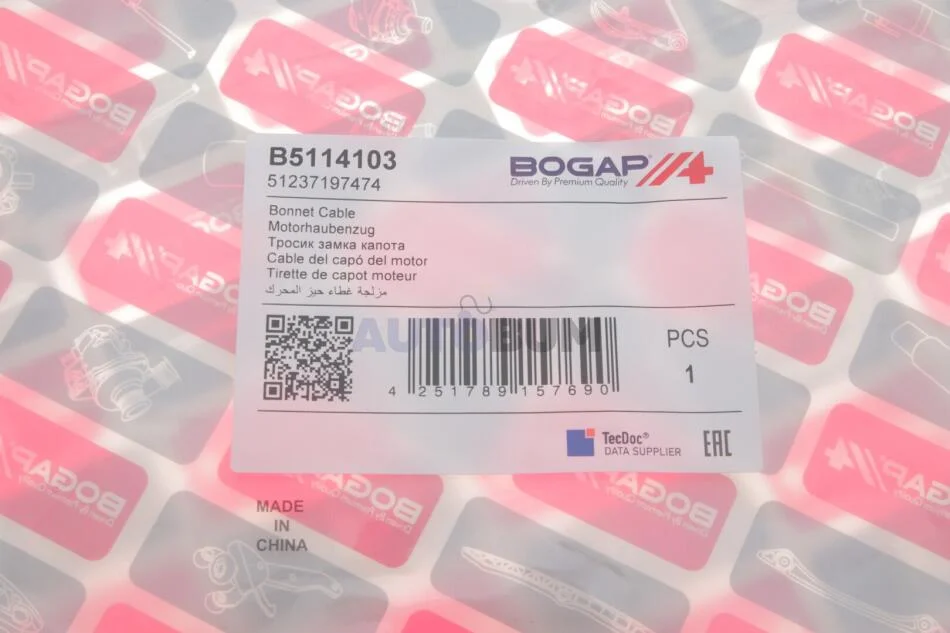 B5114103
51237197474
BOGAP
Driven By Premium Quality
Bonnet Cable
Motorhaubenzug
Тросик замка капота
Cable del capó del motor
Tirette de capot moteur
مزلجة غطاء حيز المحرك
AUTOBUM
4 251789 157690
PCS
1
TecDoc®
DATA SUPPLIER
EAC
MADE
IN
CHINA